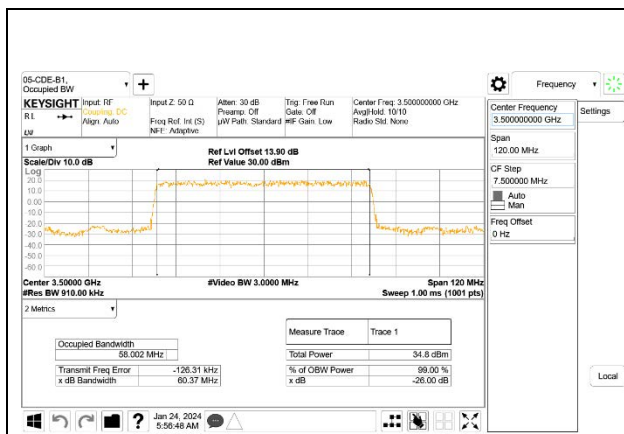 05-CDE-B1,
Occupied BW
KEYSIGHT
RL
Input: RF
Coupling: DC
Align: Auto
Input Z: 50 Ω
Freq Ref: Int (S)
NFE: Adaptive
Atten: 30 dB
Preamp: Off
µW Path: Standard
Trig: Free Run
Gate: Off
#IF Gain: Low
Center Freq: 3.500000000 GHz
Avg|Hold: 10/10
Radio Std: None
1 Graph
Scale/Div 10.0 dB
Ref Lvl Offset 13.90 dB
Ref Value 30.00 dBm
Log
20.0
10.0
0.00
-10.0
-20.0
-30.0
-40.0
-50.0
-60.0
Center 3.50000 GHz
#Res BW 910.00 kHz
#Video BW 3.0000 MHz
Span 120 MHz
Sweep 1.00 ms (1001 pts)
2 Metrics
Occupied Bandwidth
58.002 MHz
Transmit Freq Error -126.31 kHz
x dB Bandwidth 60.37 MHz
Measure Trace Trace 1
Total Power 34.8 dBm
% of OBW Power 99.00 %
x dB -26.00 dB
Jan 24, 2024
5:56:48 AM
Frequency
Center Frequency
3.500000000 GHz
Span
120.00 MHz
CF Step
7.500000 MHz
Auto
Man
Freq Offset
0 Hz
Settings
Local